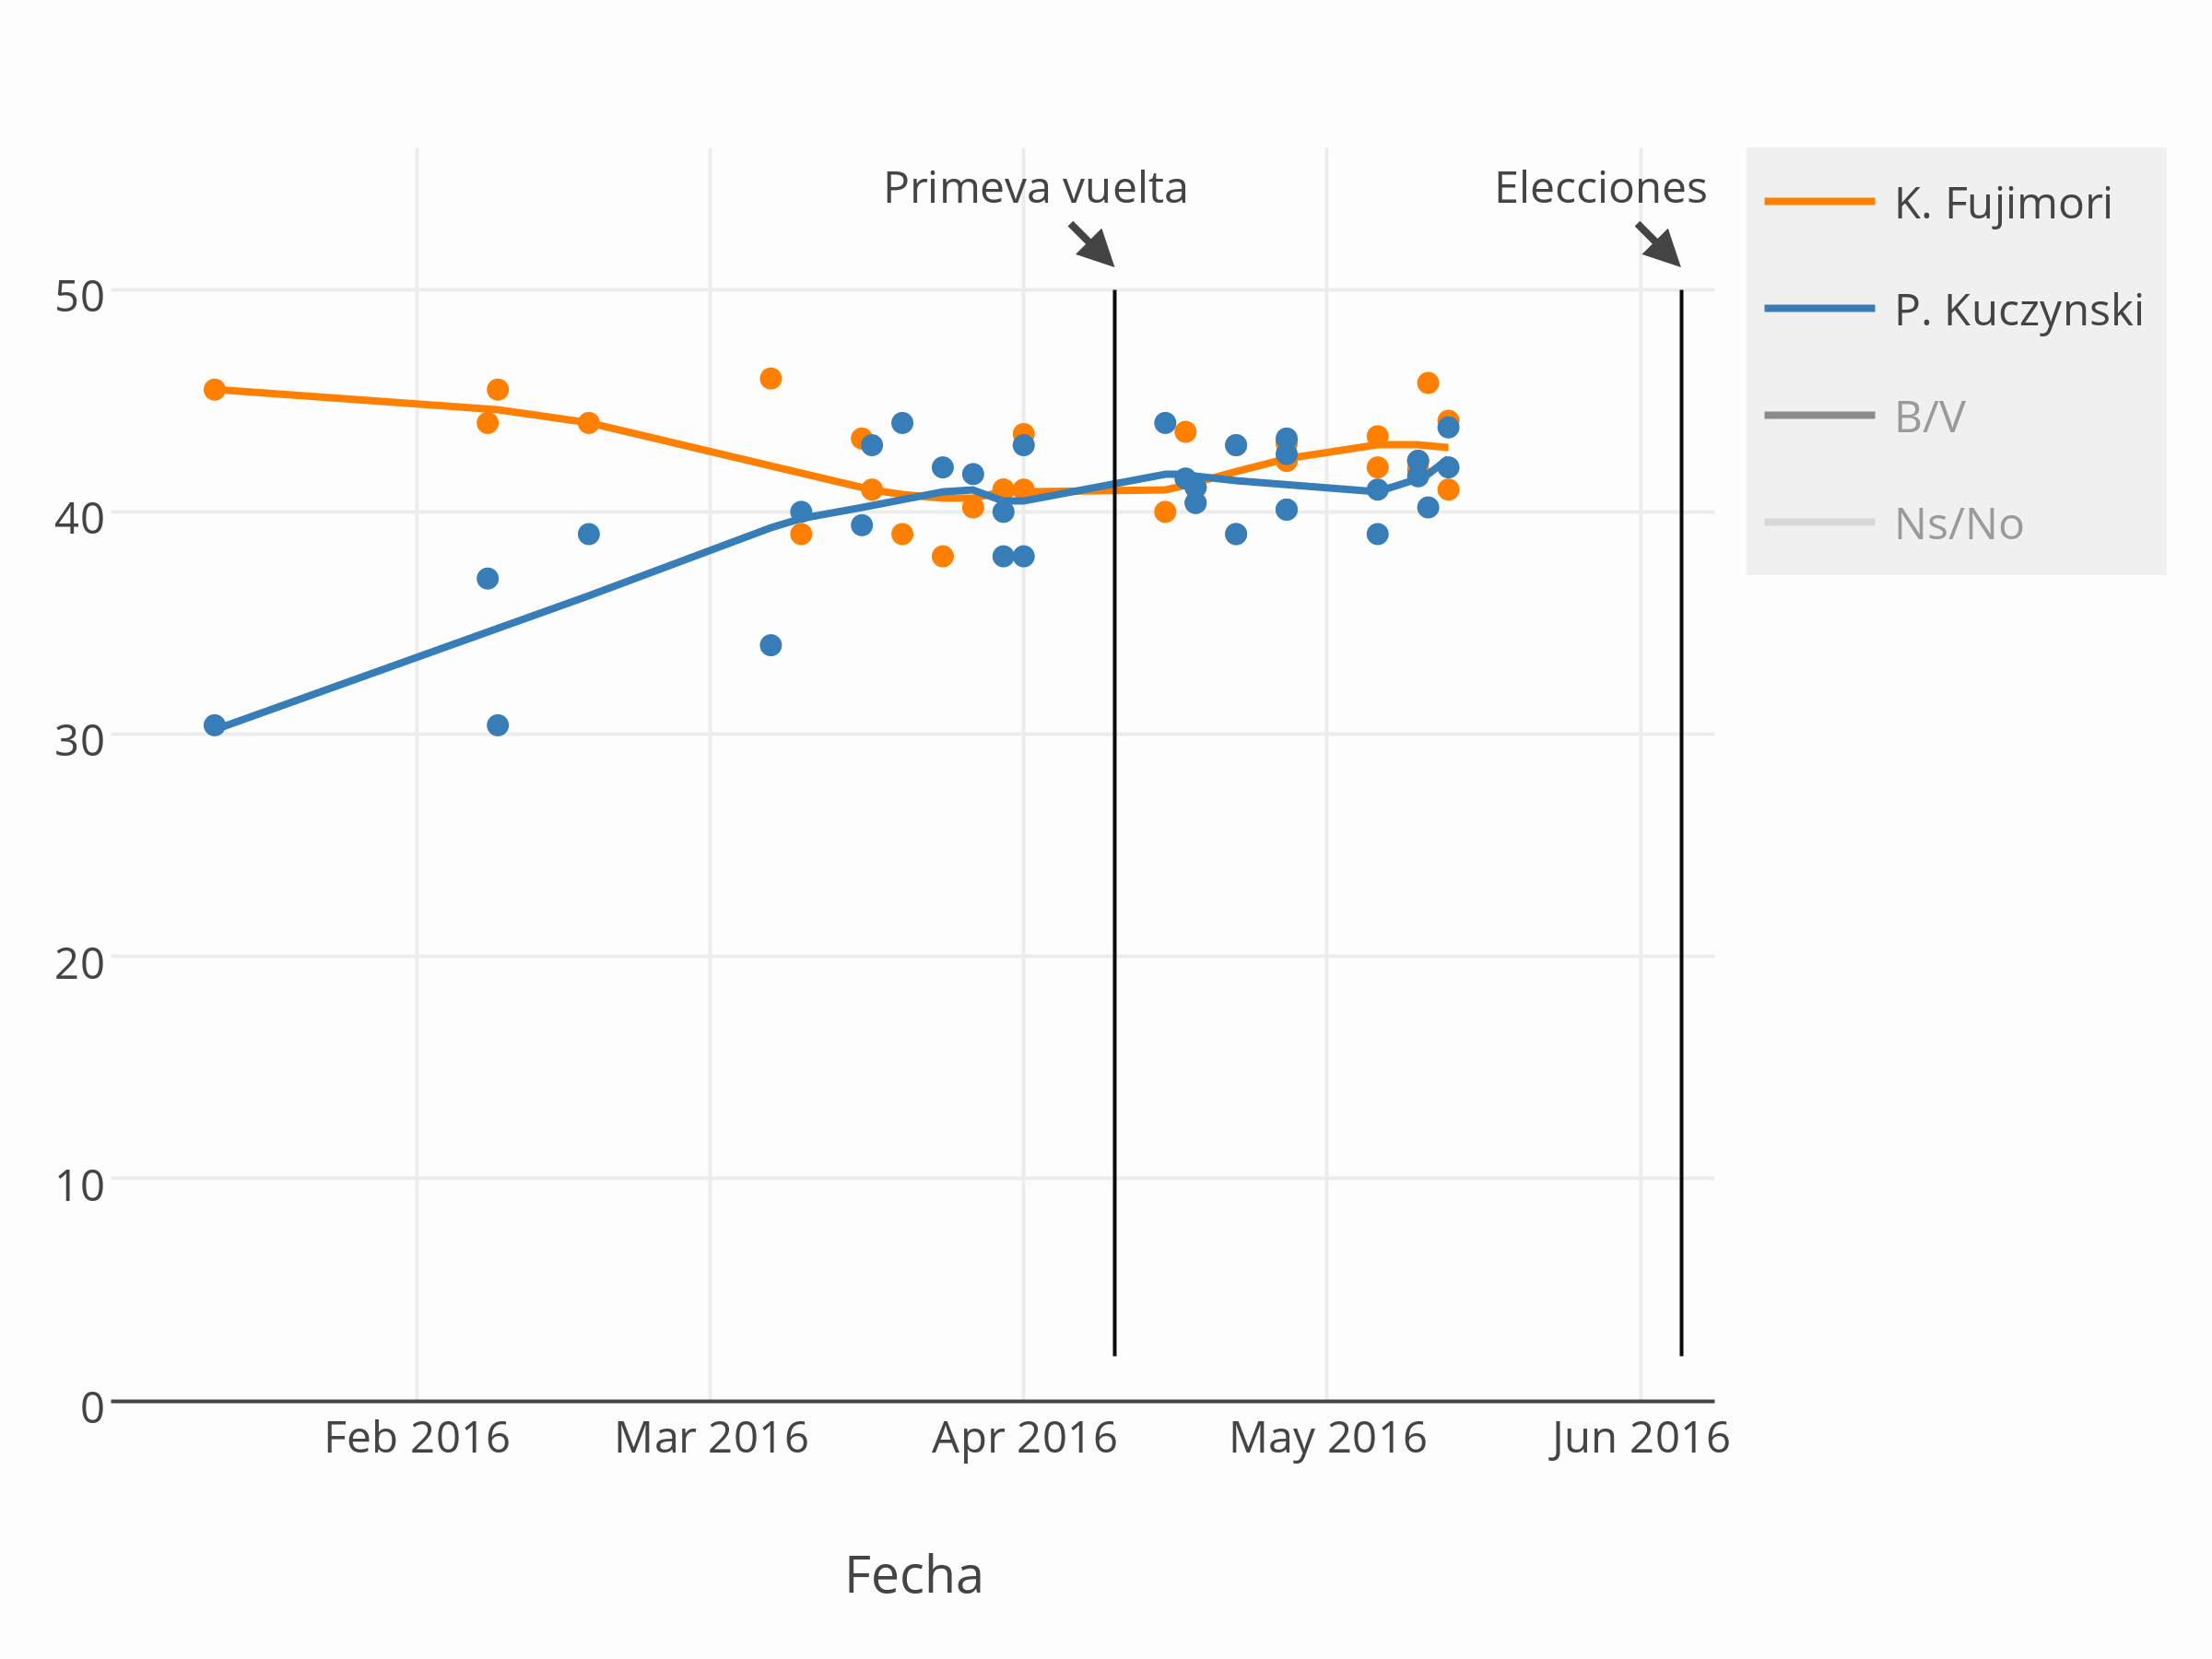 Primeva vuelta
Elecciones
K. Fujimori
P. Kuczynski
B/V
Ns/No
50
40
30
20
10
0
Feb 2016
Mar 2016
Apr 2016
May 2016
Jun 2016
Fecha